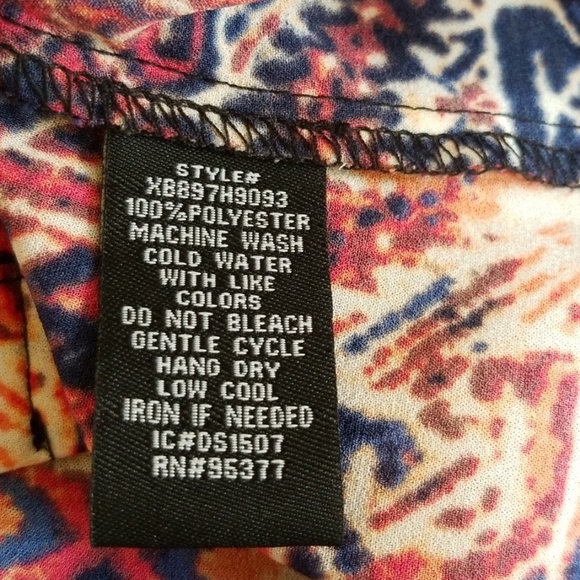 STYLE#
XB897H9093
100%POLYESTER
MACHINE WASH
COLD WATER
WITH LIKE
COLORS
DO NOT BLEACH
GENTLE CYCLE
HANG DRY
LOW COOL
IRON IF NEEDED
IC#DS1507
RN#95377